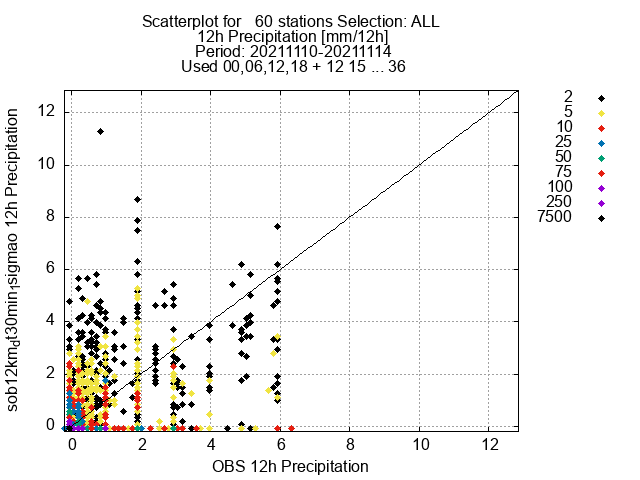 Scatterplot for 60 stations Selection: ALL
12h Precipitation [mm/12h]
Period: 20211110-20211114
Used 00,06,12,18 + 12 15 ... 36
sob12km_dt30min_1sigmao 12h Precipitation
12
10
8
6
4
2
0
0 2 4 6 8 10 12
OBS 12h Precipitation
2
5
10
25
50
75
100
250
7500